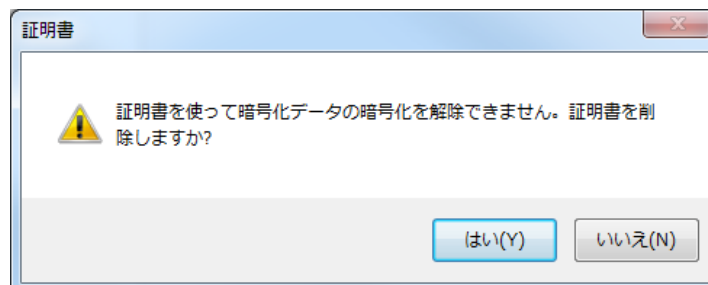 証明書
証明書を使って暗号化データの暗号化を解除できません。証明書を削
除しますか?
はい(Y)
いいえ(N)